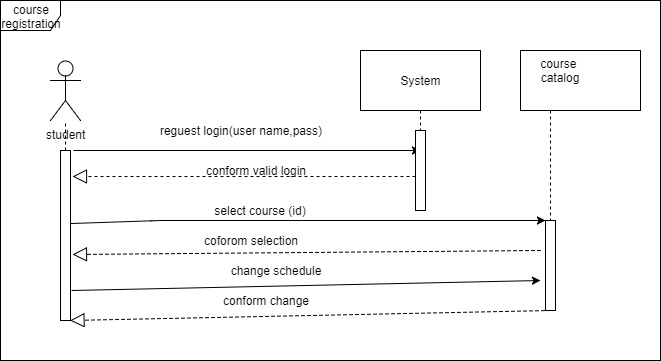 course
registration
System
course
catalog
student
reguest login(user name,pass)
conform valid login
select course (id)
coforom selection
change schedule
conform change